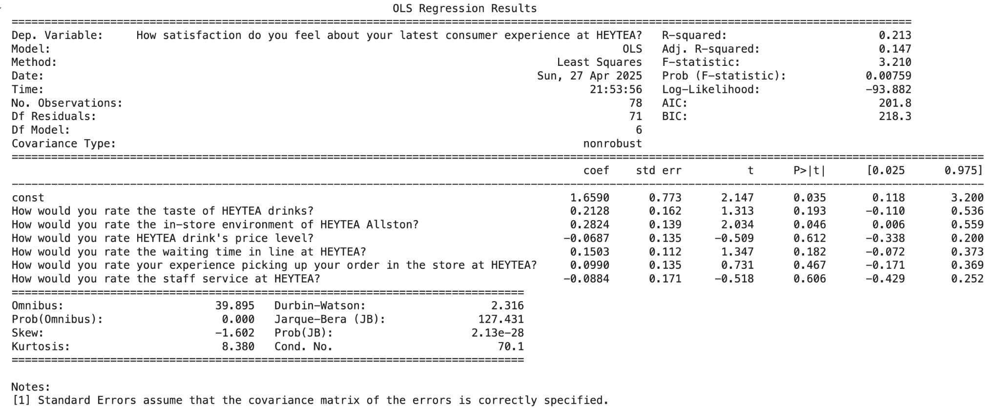 OLS Regression Results
==============================================================================
Dep. Variable: How satisfaction do you feel about your latest consumer experience at HEYTEA? R-squared: 0.213
Model: OLS Adj. R-squared: 0.147
Method: Least Squares F-statistic: 3.210
Date: Sun, 27 Apr 2025 Prob (F-statistic): 0.00759
Time: 21:53:56 Log-Likelihood: -93.882
No. Observations: 78 AIC: 201.8
Df Residuals: 71 BIC: 218.3
Df Model: 6
Covariance Type: nonrobust
==============================================================================
coef std err t P>|t| [0.025 0.975]
------------------------------------------------------------------------------
const 1.6590 0.773 2.147 0.035 0.118 3.200
How would you rate the taste of HEYTEA drinks? 0.2128 0.162 1.313 0.193 -0.110 0.536
How would you rate the in-store environment of HEYTEA Allston? 0.2824 0.139 2.034 0.046 0.006 0.559
How would you rate HEYTEA drink's price level? -0.0687 0.135 -0.509 0.612 -0.338 0.200
How would you rate the waiting time in line at HEYTEA? 0.1503 0.112 1.347 0.182 -0.072 0.373
How would you rate your experience picking up your order in the store at HEYTEA? 0.0990 0.135 0.731 0.467 -0.171 0.369
How would you rate the staff service at HEYTEA? -0.0884 0.171 -0.518 0.606 -0.429 0.252
==============================================================================
Omnibus: 39.895 Durbin-Watson: 2.316
Prob(Omnibus): 0.000 Jarque-Bera (JB): 127.431
Skew: -1.602 Prob(JB): 2.13e-28
Kurtosis: 8.380 Cond. No. 70.1
==============================================================================
Notes:
[1] Standard Errors assume that the covariance matrix of the errors is correctly specified.